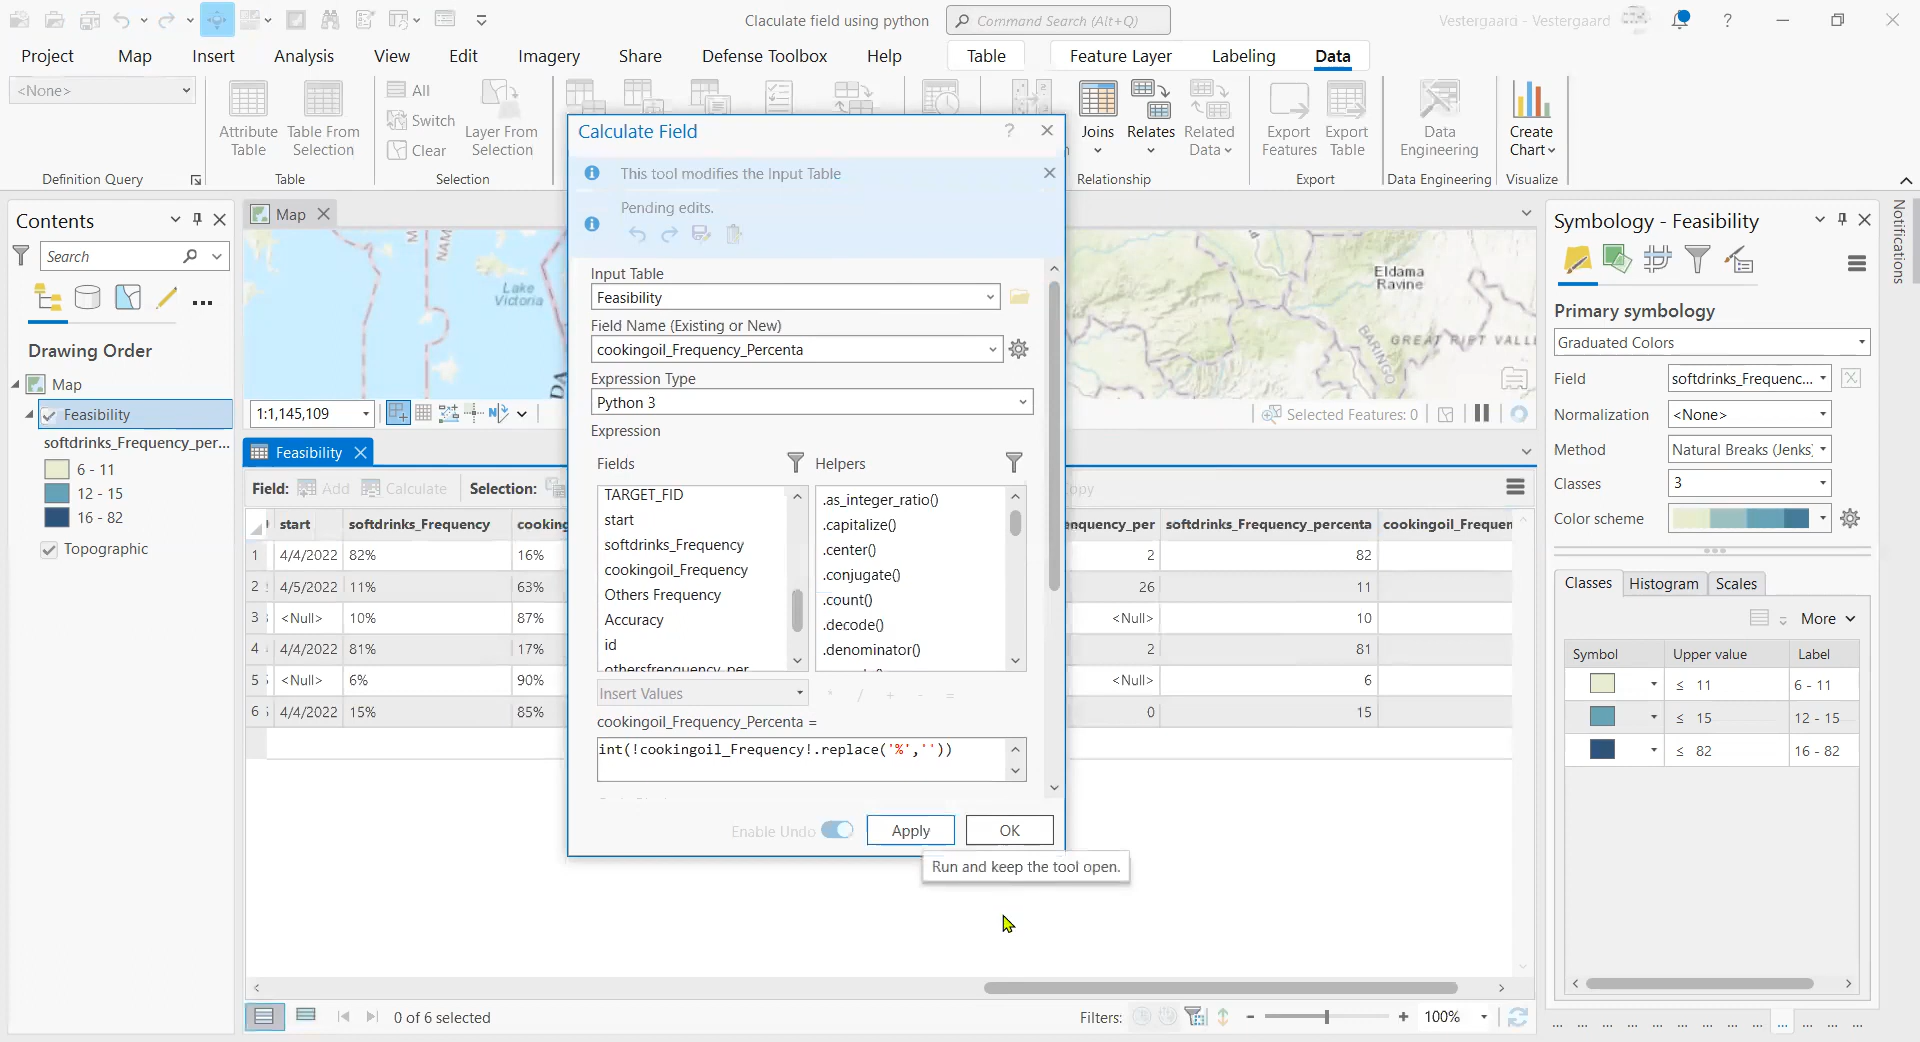 Claculate field using python
Command Search (Alt+Q)
Vestergaard - Vestergaard
?
Project Map Insert Analysis View Edit Imagery Share Defense Toolbox Help Table Feature Layer Labeling Data
<None>
Definition Query
Attribute Table
Table From Selection
Table
All
Switch
Clear
Layer From Selection
Selection
Joins
Relates
Related Data
Relationship
Export Features
Export Table
Export
Data Engineering
Data Engineering
Create Chart
Visualize
Contents
Search
Drawing Order
Map
Feasibility
softdrinks_Frequency_per...
6 - 11
12 - 15
16 - 82
Topographic
Map
Lake Victoria
NAM
DA
Eldama Ravine
BARINGO
GREAT RIFT VALL
1:1,145,109
Selected Features: 0
Feasibility
Field: Add Calculate Selection:
opy
start softdrinks_Frequency cooking
enquency_per softdrinks_Frequency_percenta cookingoil_Frequen
1 4/4/2022 82% 16% 2 82
2 4/5/2022 11% 63% 26 11
3 <Null> 10% 87% <Null> 10
4 4/4/2022 81% 17% 2 81
5 <Null> 6% 90% <Null> 6
6 4/4/2022 15% 85% 0 15
0 of 6 selected
Filters:
100%
Calculate Field
?
This tool modifies the Input Table
Pending edits.
Input Table
Feasibility
Field Name (Existing or New)
cookingoil_Frequency_Percenta
Expression Type
Python 3
Expression
Fields
TARGET_FID
start
softdrinks_Frequency
cookingoil_Frequency
Others Frequency
Accuracy
id
othersfrenquency_per
Helpers
.as_integer_ratio()
.capitalize()
.center()
.conjugate()
.count()
.decode()
.denominator()
Insert Values
* / + - =
cookingoil_Frequency_Percenta =
int(!cookingoil_Frequency!.replace('%',''))
Enable Undo
Apply
OK
Run and keep the tool open.
Symbology - Feasibility
Primary symbology
Graduated Colors
Field softdrinks_Frequenc...
Normalization <None>
Method Natural Breaks (Jenks)
Classes 3
Color scheme
Classes Histogram Scales
More
Symbol Upper value Label
≤ 11 6 - 11
≤ 15 12 - 15
≤ 82 16 - 82
Notifications